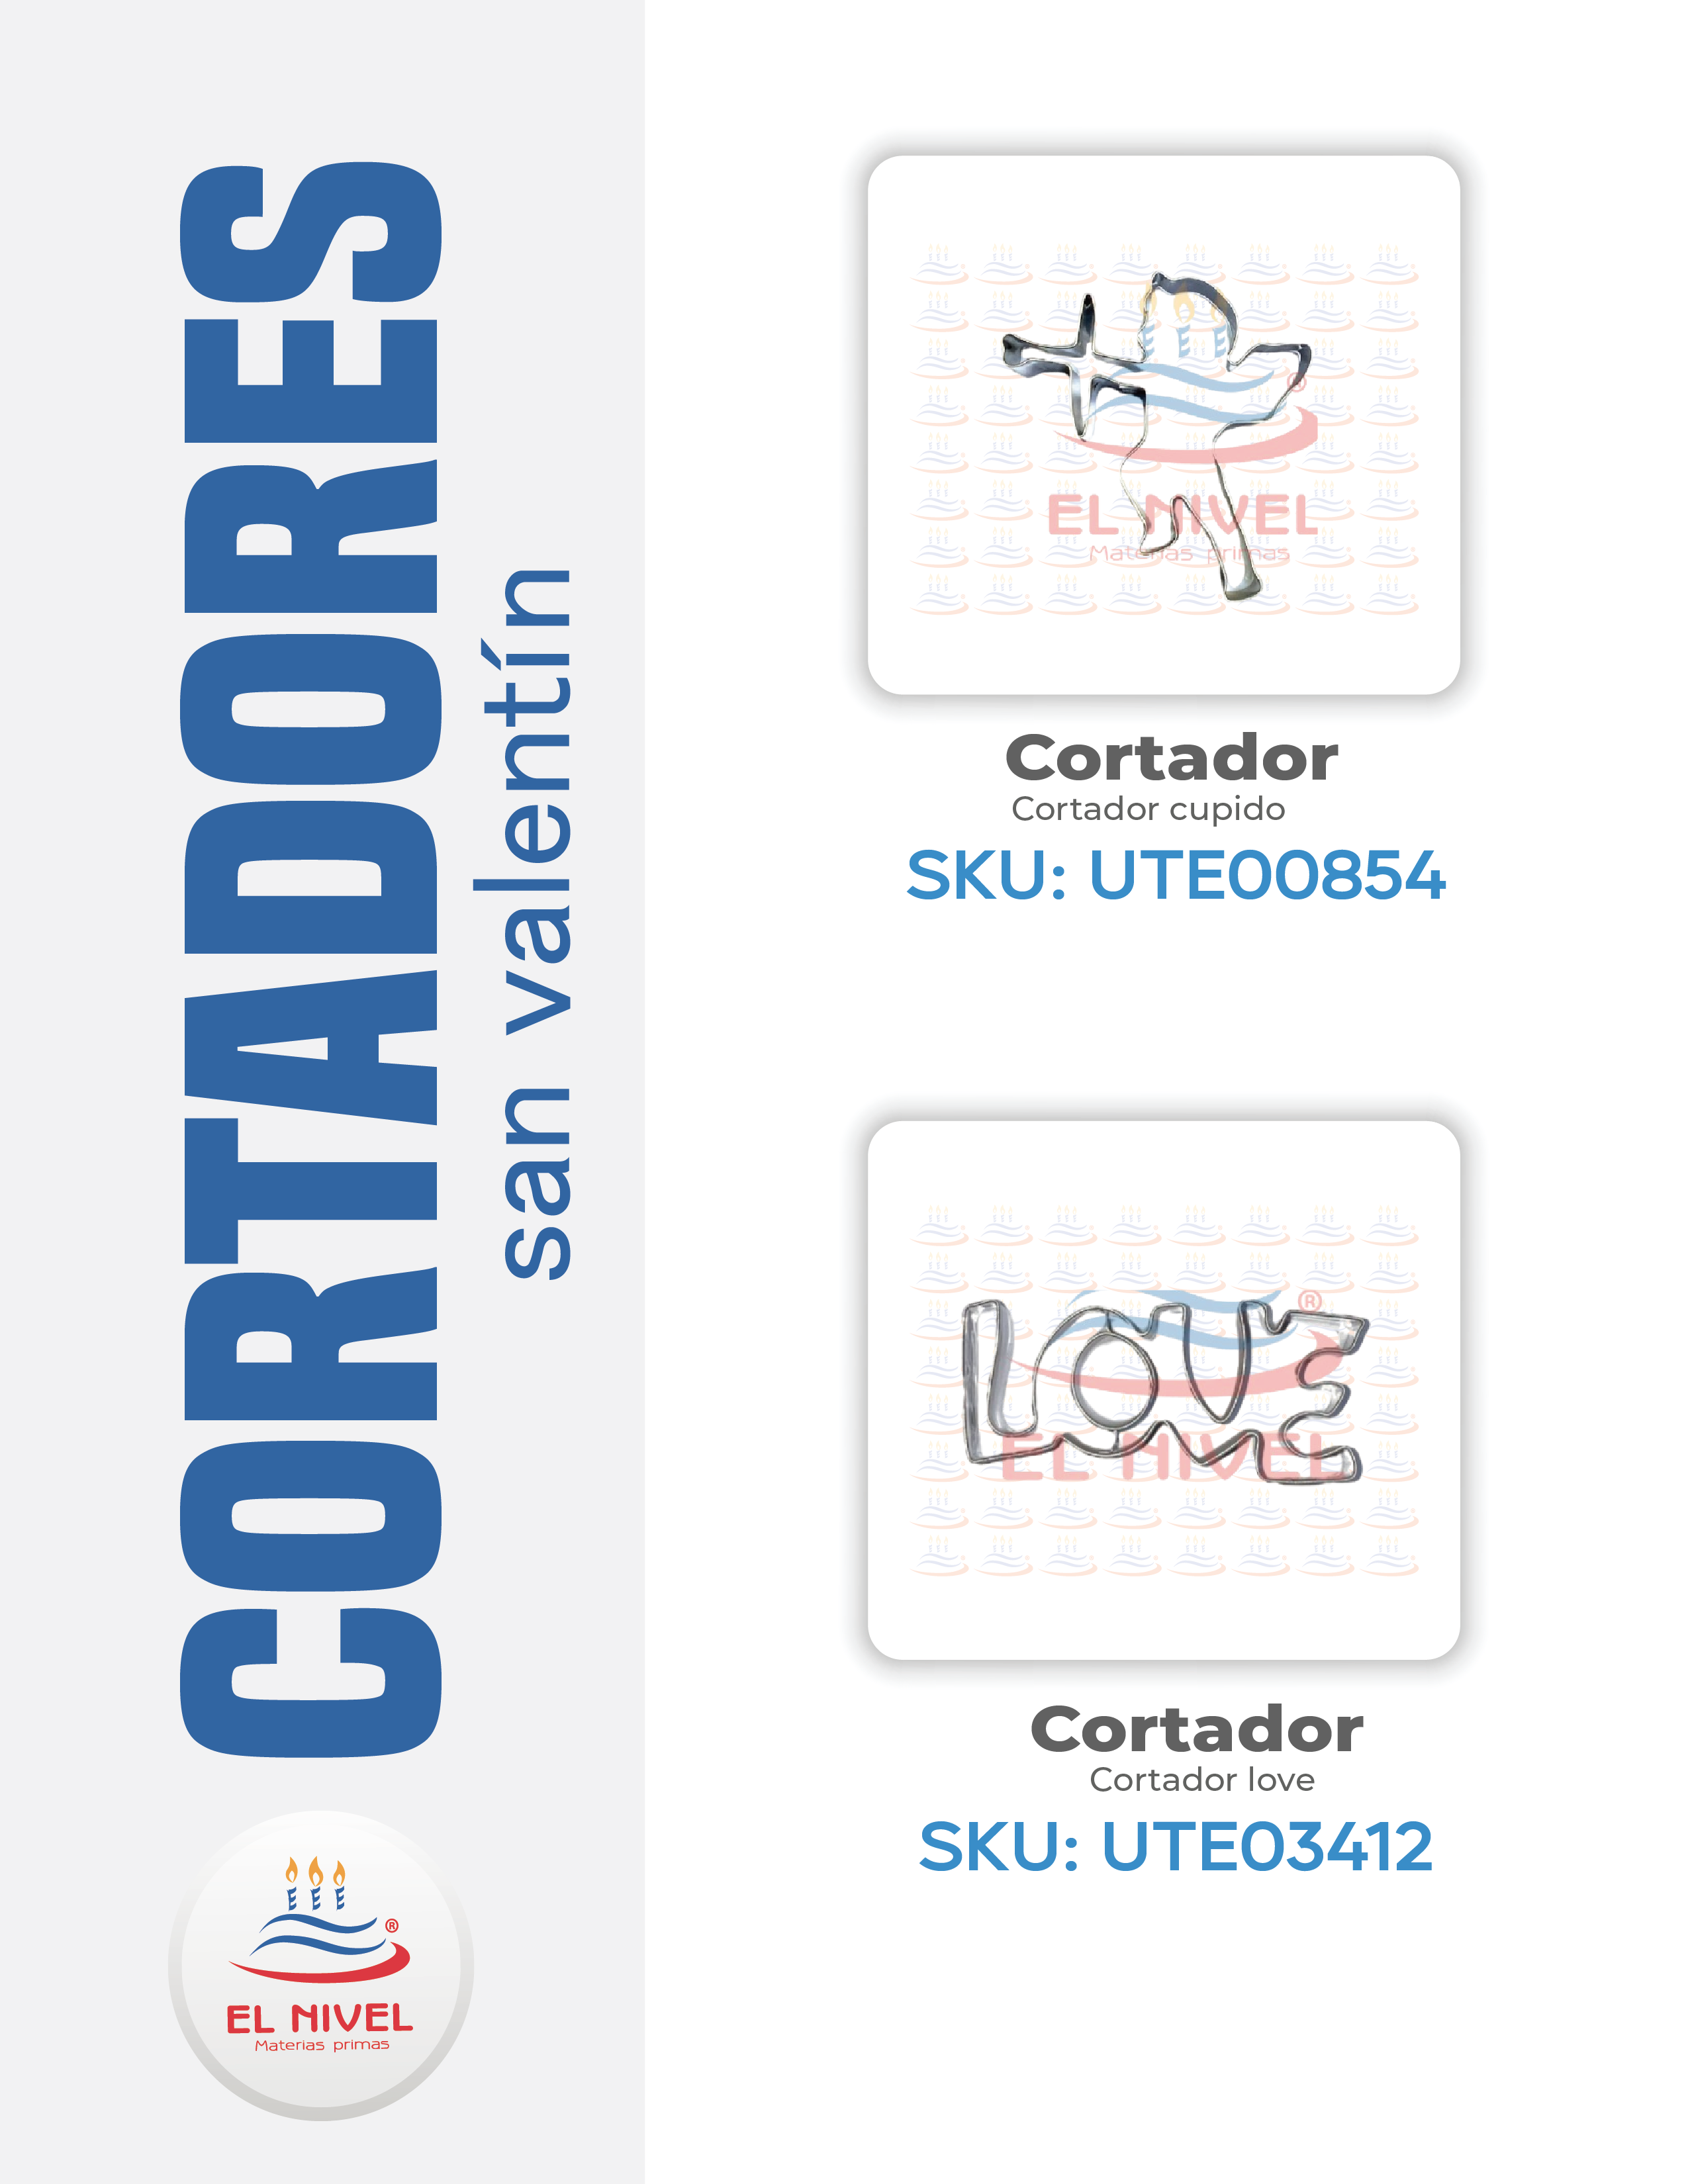 CORTADORES
san valentín
®
EL NIVEL
Materias primas
®
EL NIVEL
Materias primas
Cortador
Cortador cupido
SKU: UTE00854
®
LOVE
EL NIVEL
Cortador
Cortador love
SKU: UTE03412